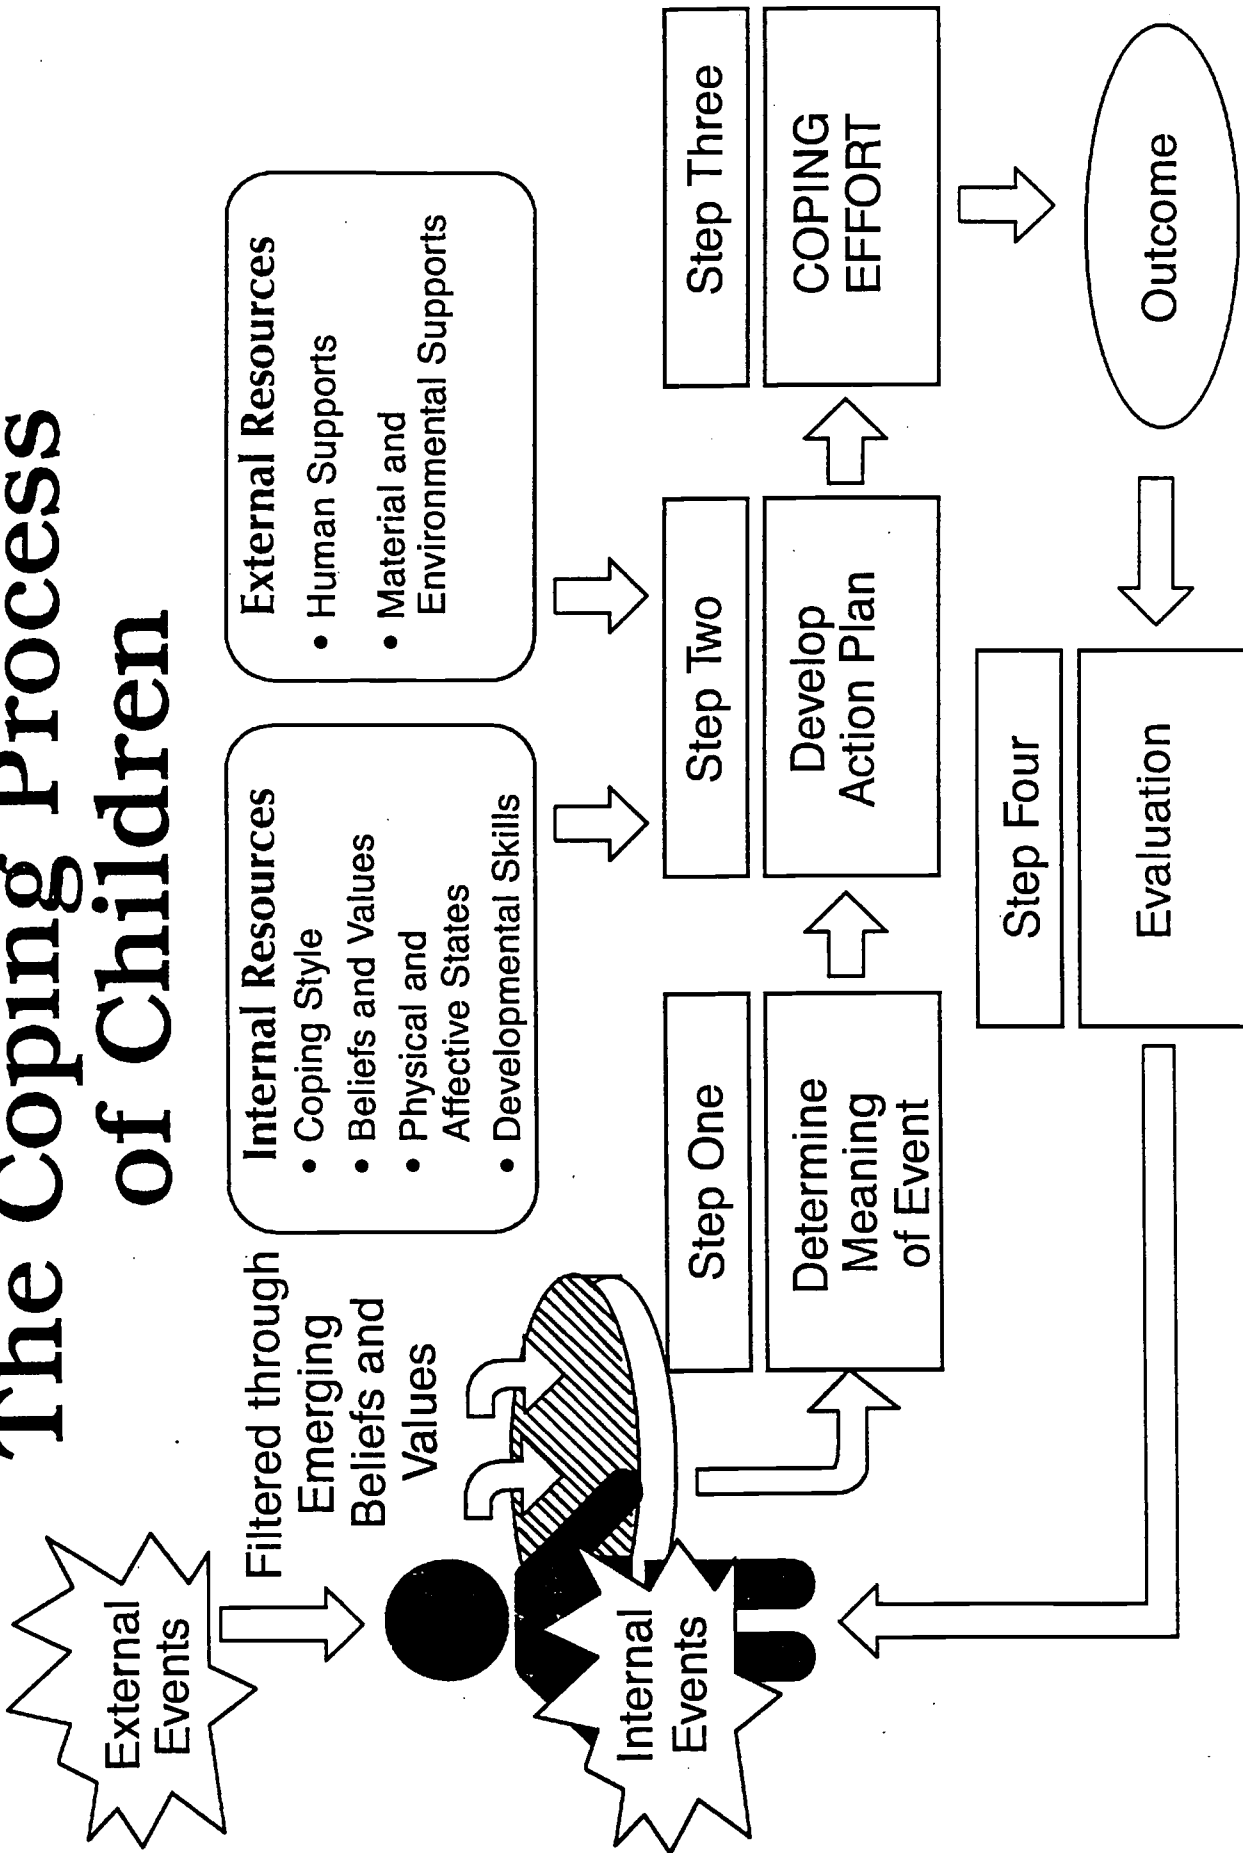 The Coping Process
of Children
External
Events
Filtered through
Emerging
Beliefs and
Values
Internal
Events
Internal Resources
• Coping Style
• Beliefs and Values
• Physical and
Affective States
• Developmental Skills
External Resources
• Human Supports
• Material and
Environmental Supports
Step One
Determine
Meaning
of Event
Step Two
Develop
Action Plan
Step Three
COPING
EFFORT
Outcome
Step Four
Evaluation